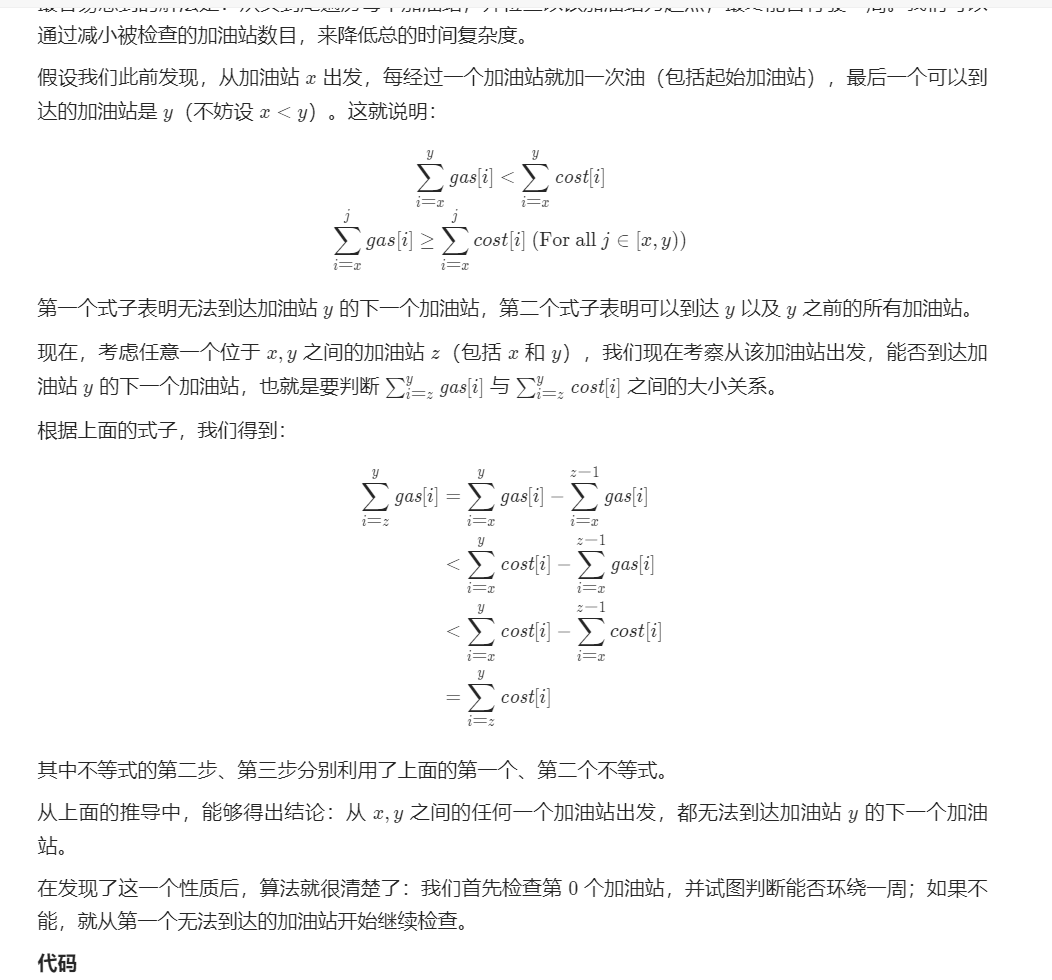 通过减小被检查的加油站数目，来降低总的时间复杂度。
假设我们此前发现，从加油站 x 出发，每经过一个加油站就加一次油（包括起始加油站），最后一个可以到
达的加油站是 y（不妨设 x < y）。这就说明：
\sum_{i=x}^{y} gas[i] < \sum_{i=x}^{y} cost[i]
\sum_{i=x}^{j} gas[i] ≥ \sum_{i=x}^{j} cost[i] (For all j ∈ [x, y))
第一个式子表明无法到达加油站 y 的下一个加油站，第二个式子表明可以到达 y 以及 y 之前的所有加油站。
现在，考虑任意一个位于 x, y 之间的加油站 z（包括 x 和 y），我们现在考察从该加油站出发，能否到达加
油站 y 的下一个加油站，也就是要判断 \sum_{i=z}^{y} gas[i] 与 \sum_{i=z}^{y} cost[i] 之间的大小关系。
根据上面的式子，我们得到：
\sum_{i=z}^{y} gas[i] = \sum_{i=x}^{y} gas[i] − \sum_{i=x}^{z−1} gas[i]
< \sum_{i=x}^{y} cost[i] − \sum_{i=x}^{z−1} gas[i]
< \sum_{i=x}^{y} cost[i] − \sum_{i=x}^{z−1} cost[i]
= \sum_{i=z}^{y} cost[i]
其中不等式的第二步、第三步分别利用了上面的第一个、第二个不等式。
从上面的推导中，能够得出结论：从 x, y 之间的任何一个加油站出发，都无法到达加油站 y 的下一个加油
站。
在发现了这一个性质后，算法就很清楚了：我们首先检查第 0 个加油站，并试图判断能否环绕一周；如果不
能，就从第一个无法到达的加油站开始继续检查。
代码